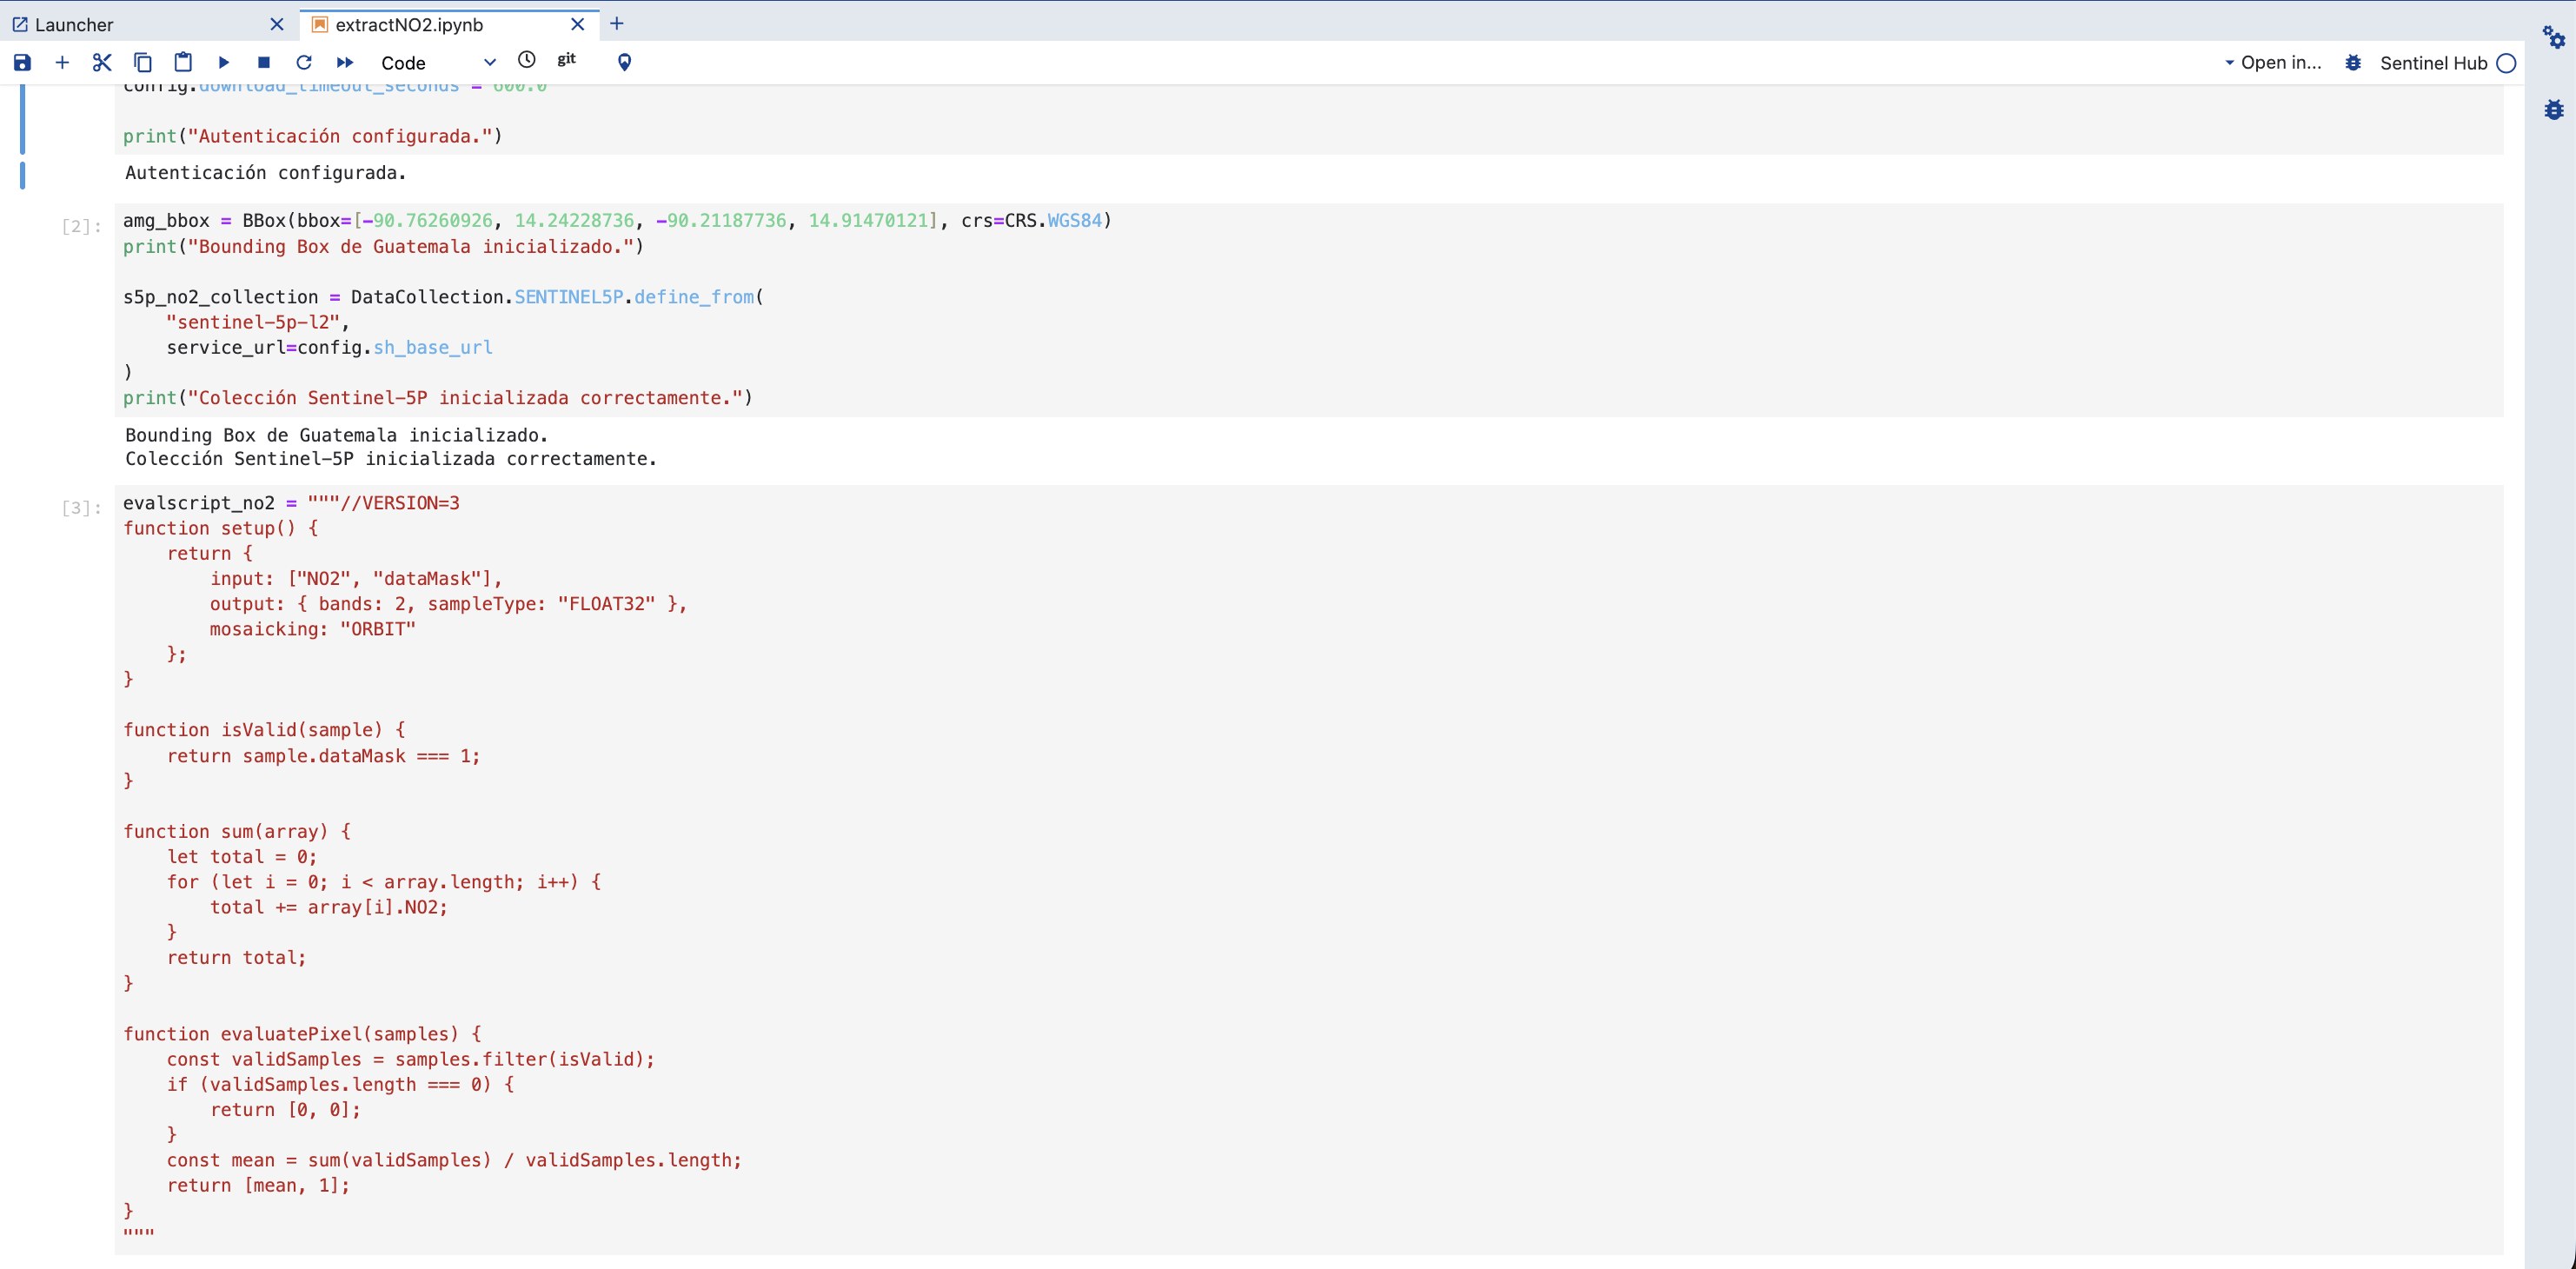 Launcher
extractNO2.ipynb
Code
git
Open in...
Sentinel Hub
config.download_timeout_seconds = 600.0
print("Autenticación configurada.")
Autenticación configurada.
[2]:
amg_bbox = BBox(bbox=[-90.76260926, 14.24228736, -90.21187736, 14.91470121], crs=CRS.WGS84)
print("Bounding Box de Guatemala inicializado.")
s5p_no2_collection = DataCollection.SENTINEL5P.define_from(
    "sentinel-5p-l2",
    service_url=config.sh_base_url
)
print("Colección Sentinel-5P inicializada correctamente.")
Bounding Box de Guatemala inicializado.
Colección Sentinel-5P inicializada correctamente.
[3]:
evalscript_no2 = """//VERSION=3
function setup() {
    return {
        input: ["NO2", "dataMask"],
        output: { bands: 2, sampleType: "FLOAT32" },
        mosaicking: "ORBIT"
    };
}
function isValid(sample) {
    return sample.dataMask === 1;
}
function sum(array) {
    let total = 0;
    for (let i = 0; i < array.length; i++) {
        total += array[i].NO2;
    }
    return total;
}
function evaluatePixel(samples) {
    const validSamples = samples.filter(isValid);
    if (validSamples.length === 0) {
        return [0, 0];
    }
    const mean = sum(validSamples) / validSamples.length;
    return [mean, 1];
}
"""